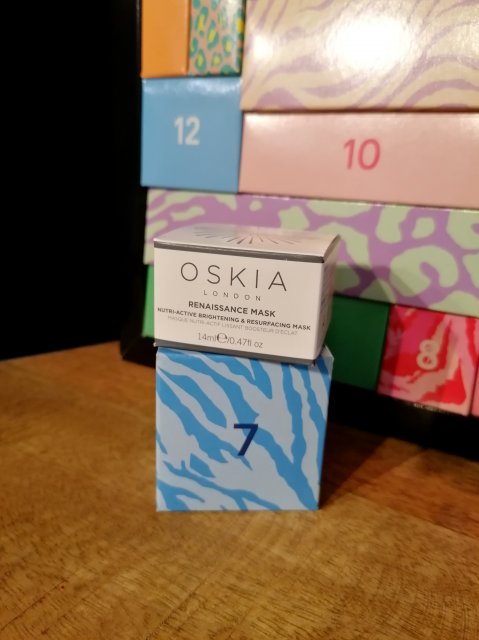 12
10
OSKIA
LONDON
RENAISSANCE MASK
NUTRI-ACTIVE BRIGHTENING & RESURFACING MASK
MASQUE NUTRI-ACTIF LISSANT BOOSTEUR D'ECLAT
14ml℮/0.47fl oz
8
7